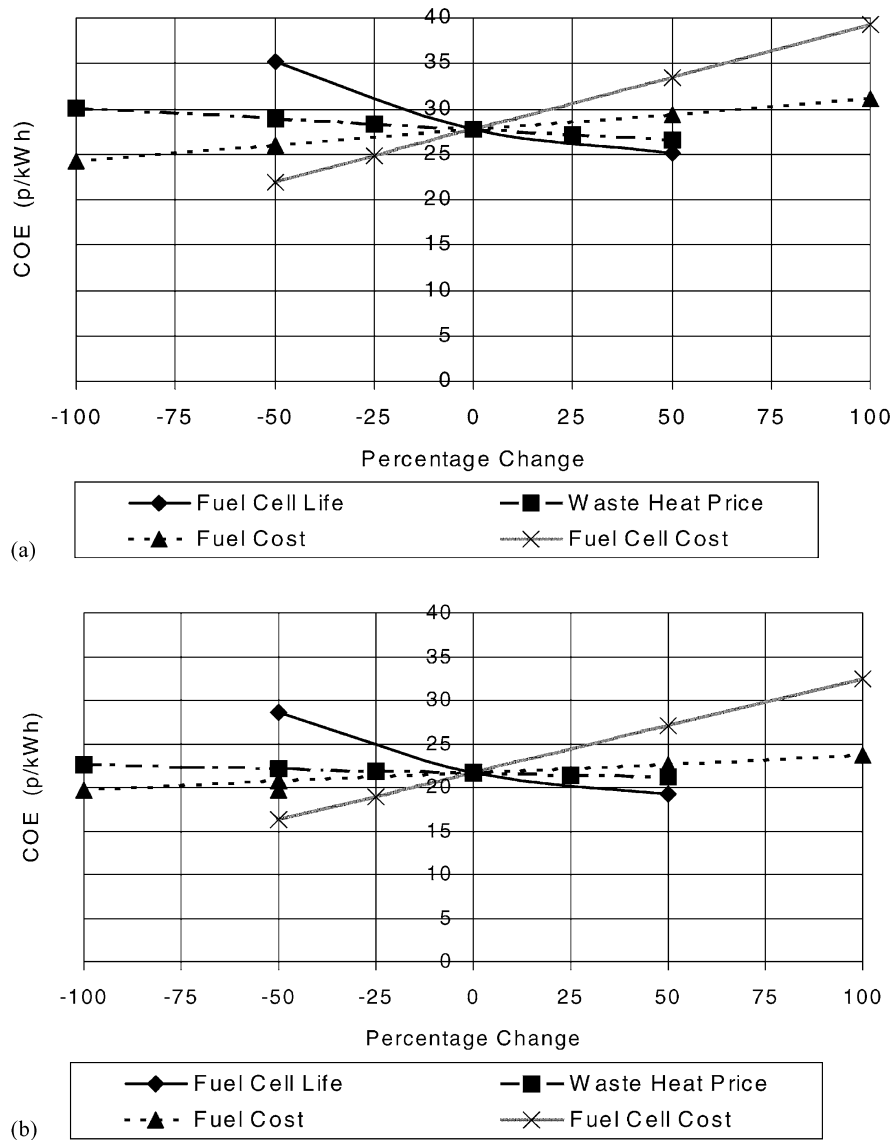 40
35
30
25
20
15
10
5
0
COE (p/kWh)
-100 -75 -50 -25 0 25 50 75 100
Percentage Change
Fuel Cell Life Waste Heat Price
Fuel Cost Fuel Cell Cost
(a)
40
35
30
25
20
15
10
5
0
COE (p/kWh)
-100 -75 -50 -25 0 25 50 75 100
Percentage Change
Fuel Cell Life Waste Heat Price
Fuel Cost Fuel Cell Cost
(b)